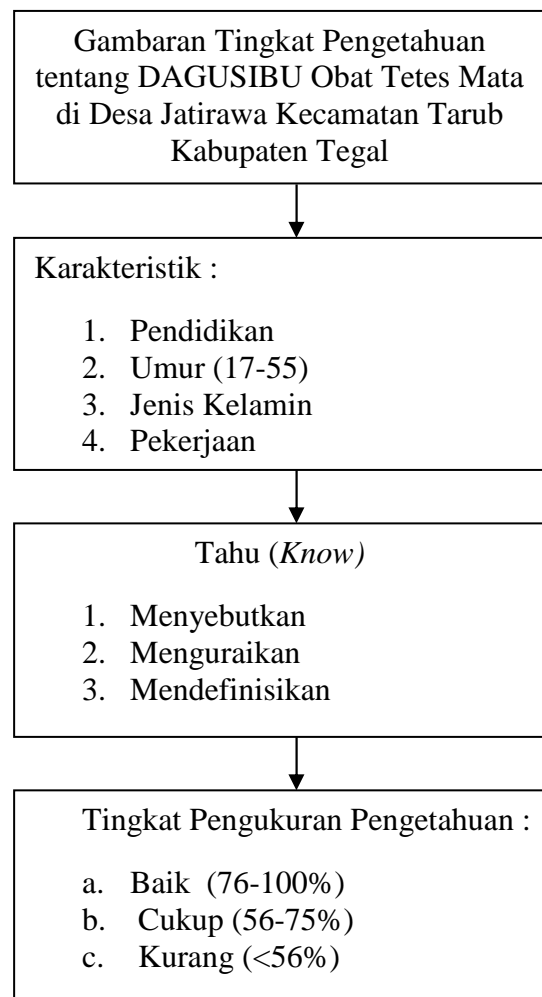 Gambaran Tingkat Pengetahuan
tentang DAGUSIBU Obat Tetes Mata
di Desa Jatirawa Kecamatan Tarub
Kabupaten Tegal
Karakteristik :
1. Pendidikan
2. Umur (17-55)
3. Jenis Kelamin
4. Pekerjaan
Tahu (Know)
1. Menyebutkan
2. Menguraikan
3. Mendefinisikan
Tingkat Pengukuran Pengetahuan :
a. Baik (76-100%)
b. Cukup (56-75%)
c. Kurang (<56%)